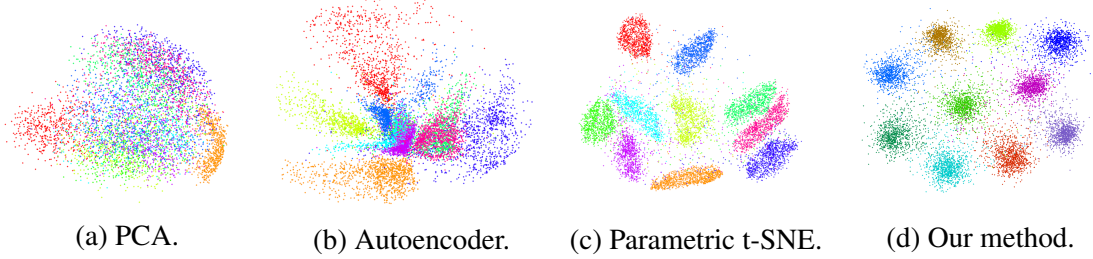 (a) PCA.
(b) Autoencoder.
(c) Parametric t-SNE.
(d) Our method.